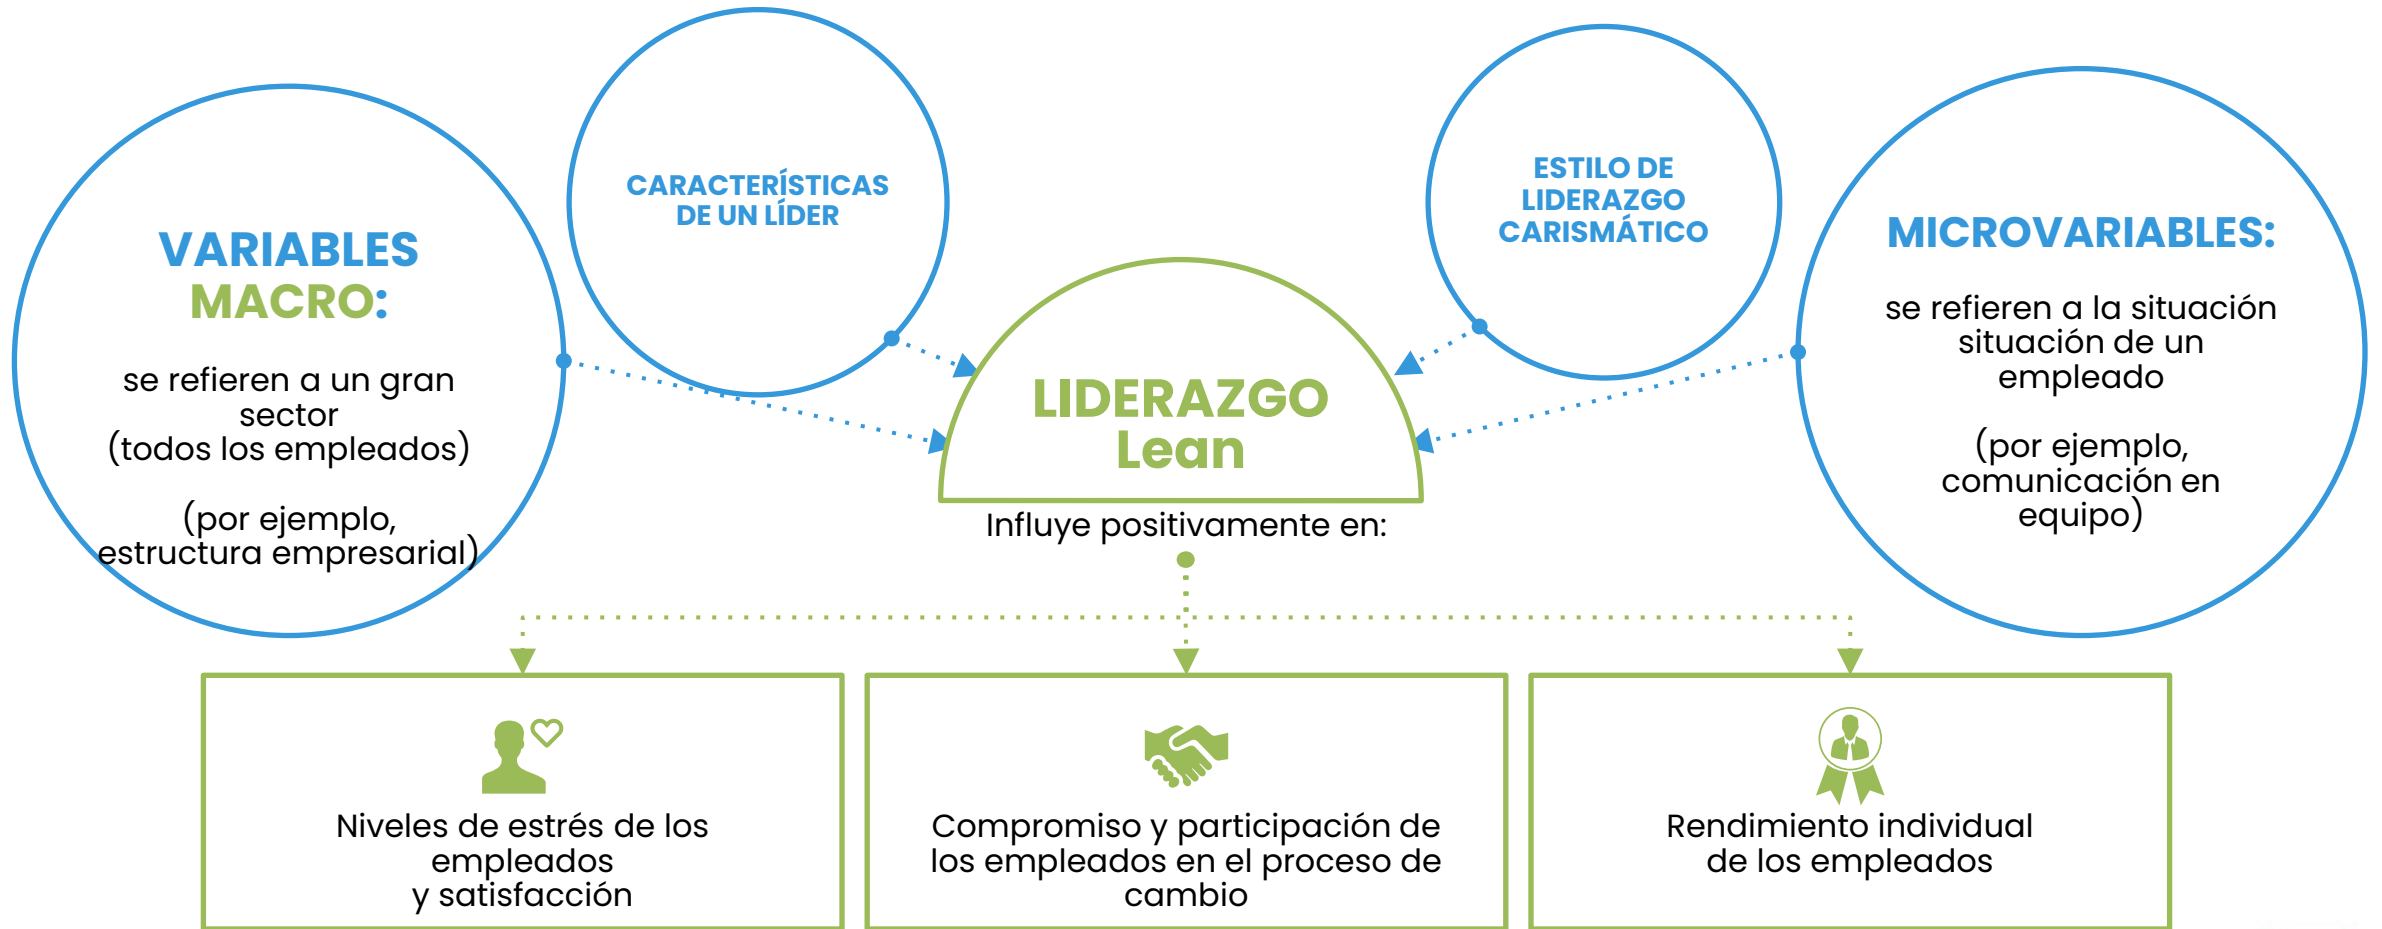 VARIABLES
MACRO:
se refieren a un gran
sector
(todos los empleados)
(por ejemplo,
estructura empresarial)
CARACTERÍSTICAS
DE UN LÍDER
LIDERAZGO
Lean
Influye positivamente en:
ESTILO DE
LIDERAZGO
CARISMÁTICO
MICROVARIABLES:
se refieren a la situación
situación de un
empleado
(por ejemplo,
comunicación en
equipo)
Niveles de estrés de los
empleados
y satisfacción
Compromiso y participación de
los empleados en el proceso de
cambio
Rendimiento individual
de los empleados